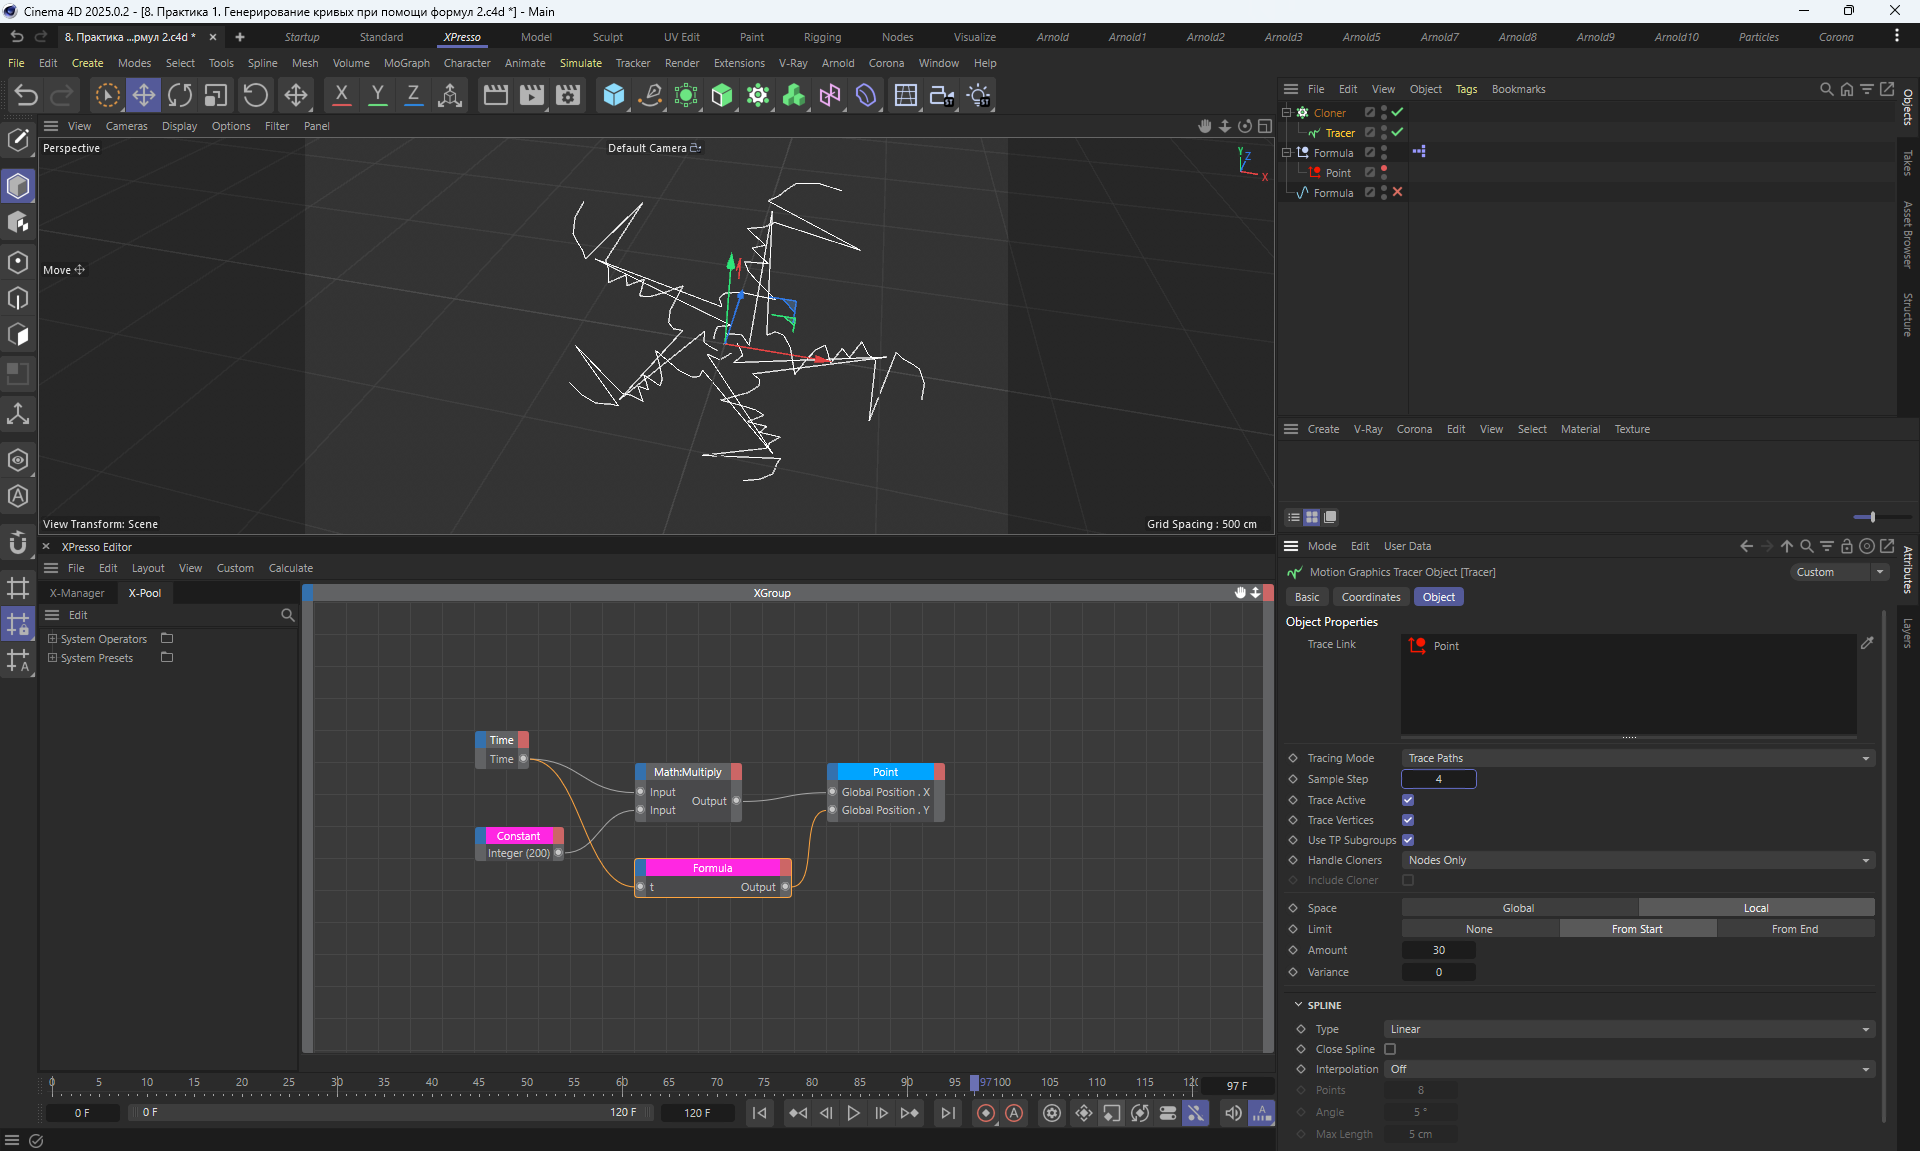 Cinema 4D 2025.0.2 - [8. Практика 1. Генерирование кривых при помощи формул 2.c4d *] - Main
8. Практика ...рмул 2.c4d *
Startup
Standard
XPresso
Model
Sculpt
UV Edit
Paint
Rigging
Nodes
Visualize
Arnold
Arnold1
Arnold2
Arnold3
Arnold5
Arnold7
Arnold8
Arnold9
Arnold10
Particles
Corona
File Edit Create Modes Select Tools Spline Mesh Volume MoGraph Character Animate Simulate Tracker Render Extensions V-Ray Arnold Corona Window Help
X Y Z
ST
ST
View Cameras Display Options Filter Panel
Perspective
Default Camera
Y
Z
X
Move
View Transform: Scene
Grid Spacing : 500 cm
File Edit View Object Tags Bookmarks
Cloner
Tracer
Formula
Point
Formula
Objects
Takes
Asset Browser
Structure
Create V-Ray Corona Edit View Select Material Texture
XPresso Editor
File Edit Layout View Custom Calculate
X-Manager
X-Pool
Edit
System Operators
System Presets
XGroup
Time
Time
Math:Multiply
Input
Input
Output
Point
Global Position . X
Global Position . Y
Constant
Integer (200)
Formula
t
Output
Mode Edit User Data
Motion Graphics Tracer Object [Tracer]
Custom
Basic
Coordinates
Object
Object Properties
Trace Link
Point
Tracing Mode
Trace Paths
Sample Step
4
Trace Active
Trace Vertices
Use TP Subgroups
Handle Cloners
Nodes Only
Include Cloner
Space
Global
Local
Limit
None
From Start
From End
Amount
30
Variance
0
SPLINE
Type
Linear
Close Spline
Interpolation
Off
Points
8
Angle
5 °
Max Length
5 cm
Attributes
Layers
0 5 10 15 20 25 30 35 40 45 50 55 60 65 70 75 80 85 90 95 97 100 105 110 115 12
97 F
0 F
0 F
120 F
120 F